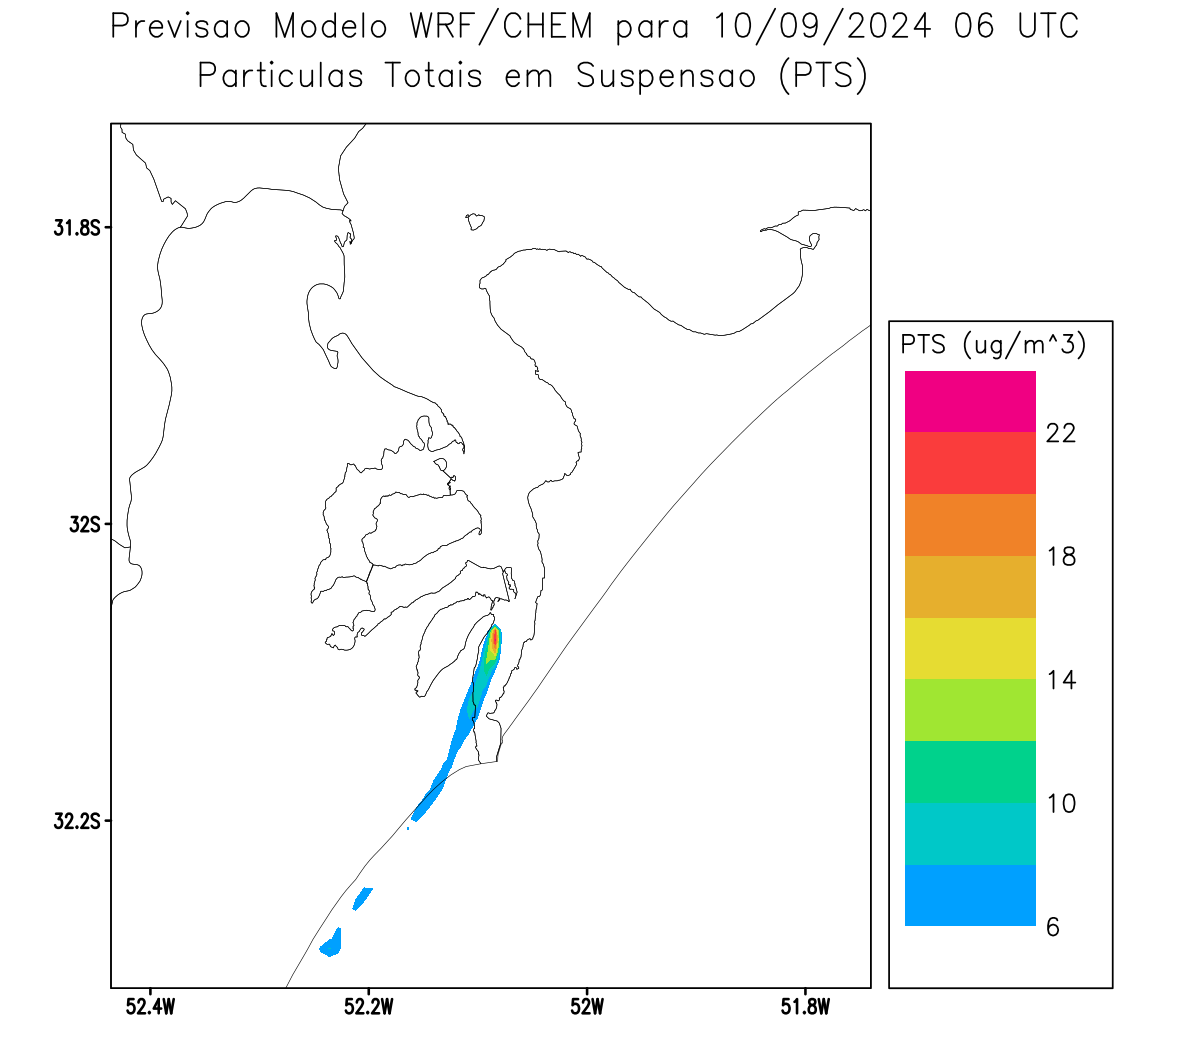 Previsao Modelo WRF/CHEM para 10/09/2024 06 UTC
Particulas Totais em Suspensao (PTS)
31.8S
32S
32.2S
52.4W
52.2W
52W
51.8W
PTS (ug/m^3)
22
18
14
10
6